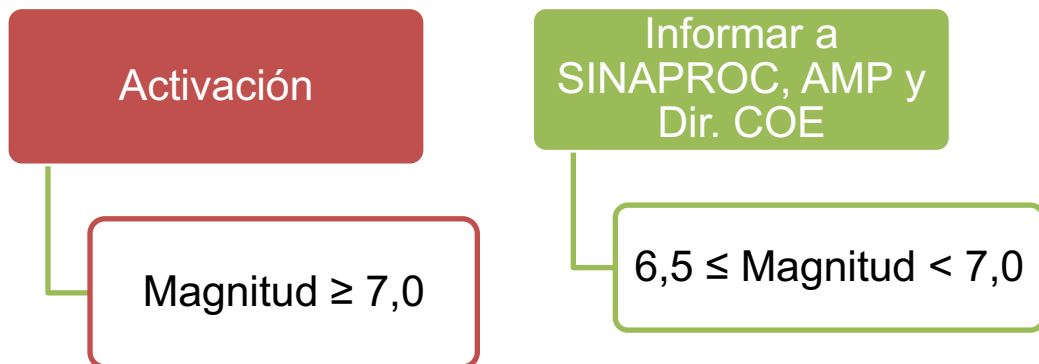 Activación
Magnitud ≥ 7,0
Informar a
SINAPROC, AMP y
Dir. COE
6,5 ≤ Magnitud < 7,0